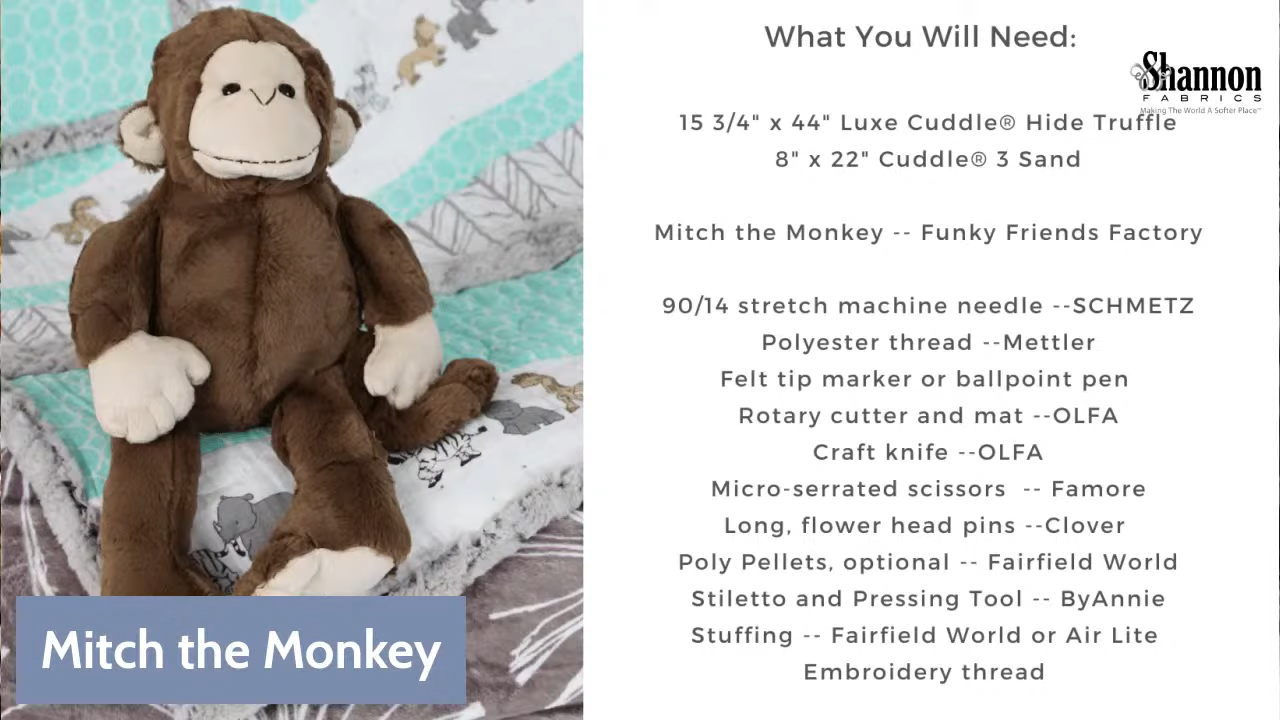 What You Will Need:
Shannon
FABRICS
Making The World A Softer Place™
15 3/4" x 44" Luxe Cuddle® Hide Truffle
8" x 22" Cuddle® 3 Sand
Mitch the Monkey -- Funky Friends Factory
90/14 stretch machine needle --SCHMETZ
Polyester thread --Mettler
Felt tip marker or ballpoint pen
Rotary cutter and mat --OLFA
Craft knife --OLFA
Micro-serrated scissors  -- Famore
Long, flower head pins --Clover
Poly Pellets, optional -- Fairfield World
Stiletto and Pressing Tool -- ByAnnie
Stuffing -- Fairfield World or Air Lite
Embroidery thread
Mitch the Monkey